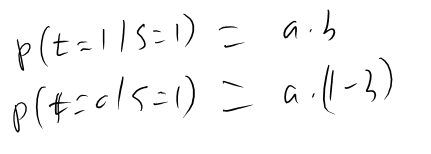 p(t=1|S=1) = a.b
p(t=0|S=1) = a.(1-b)